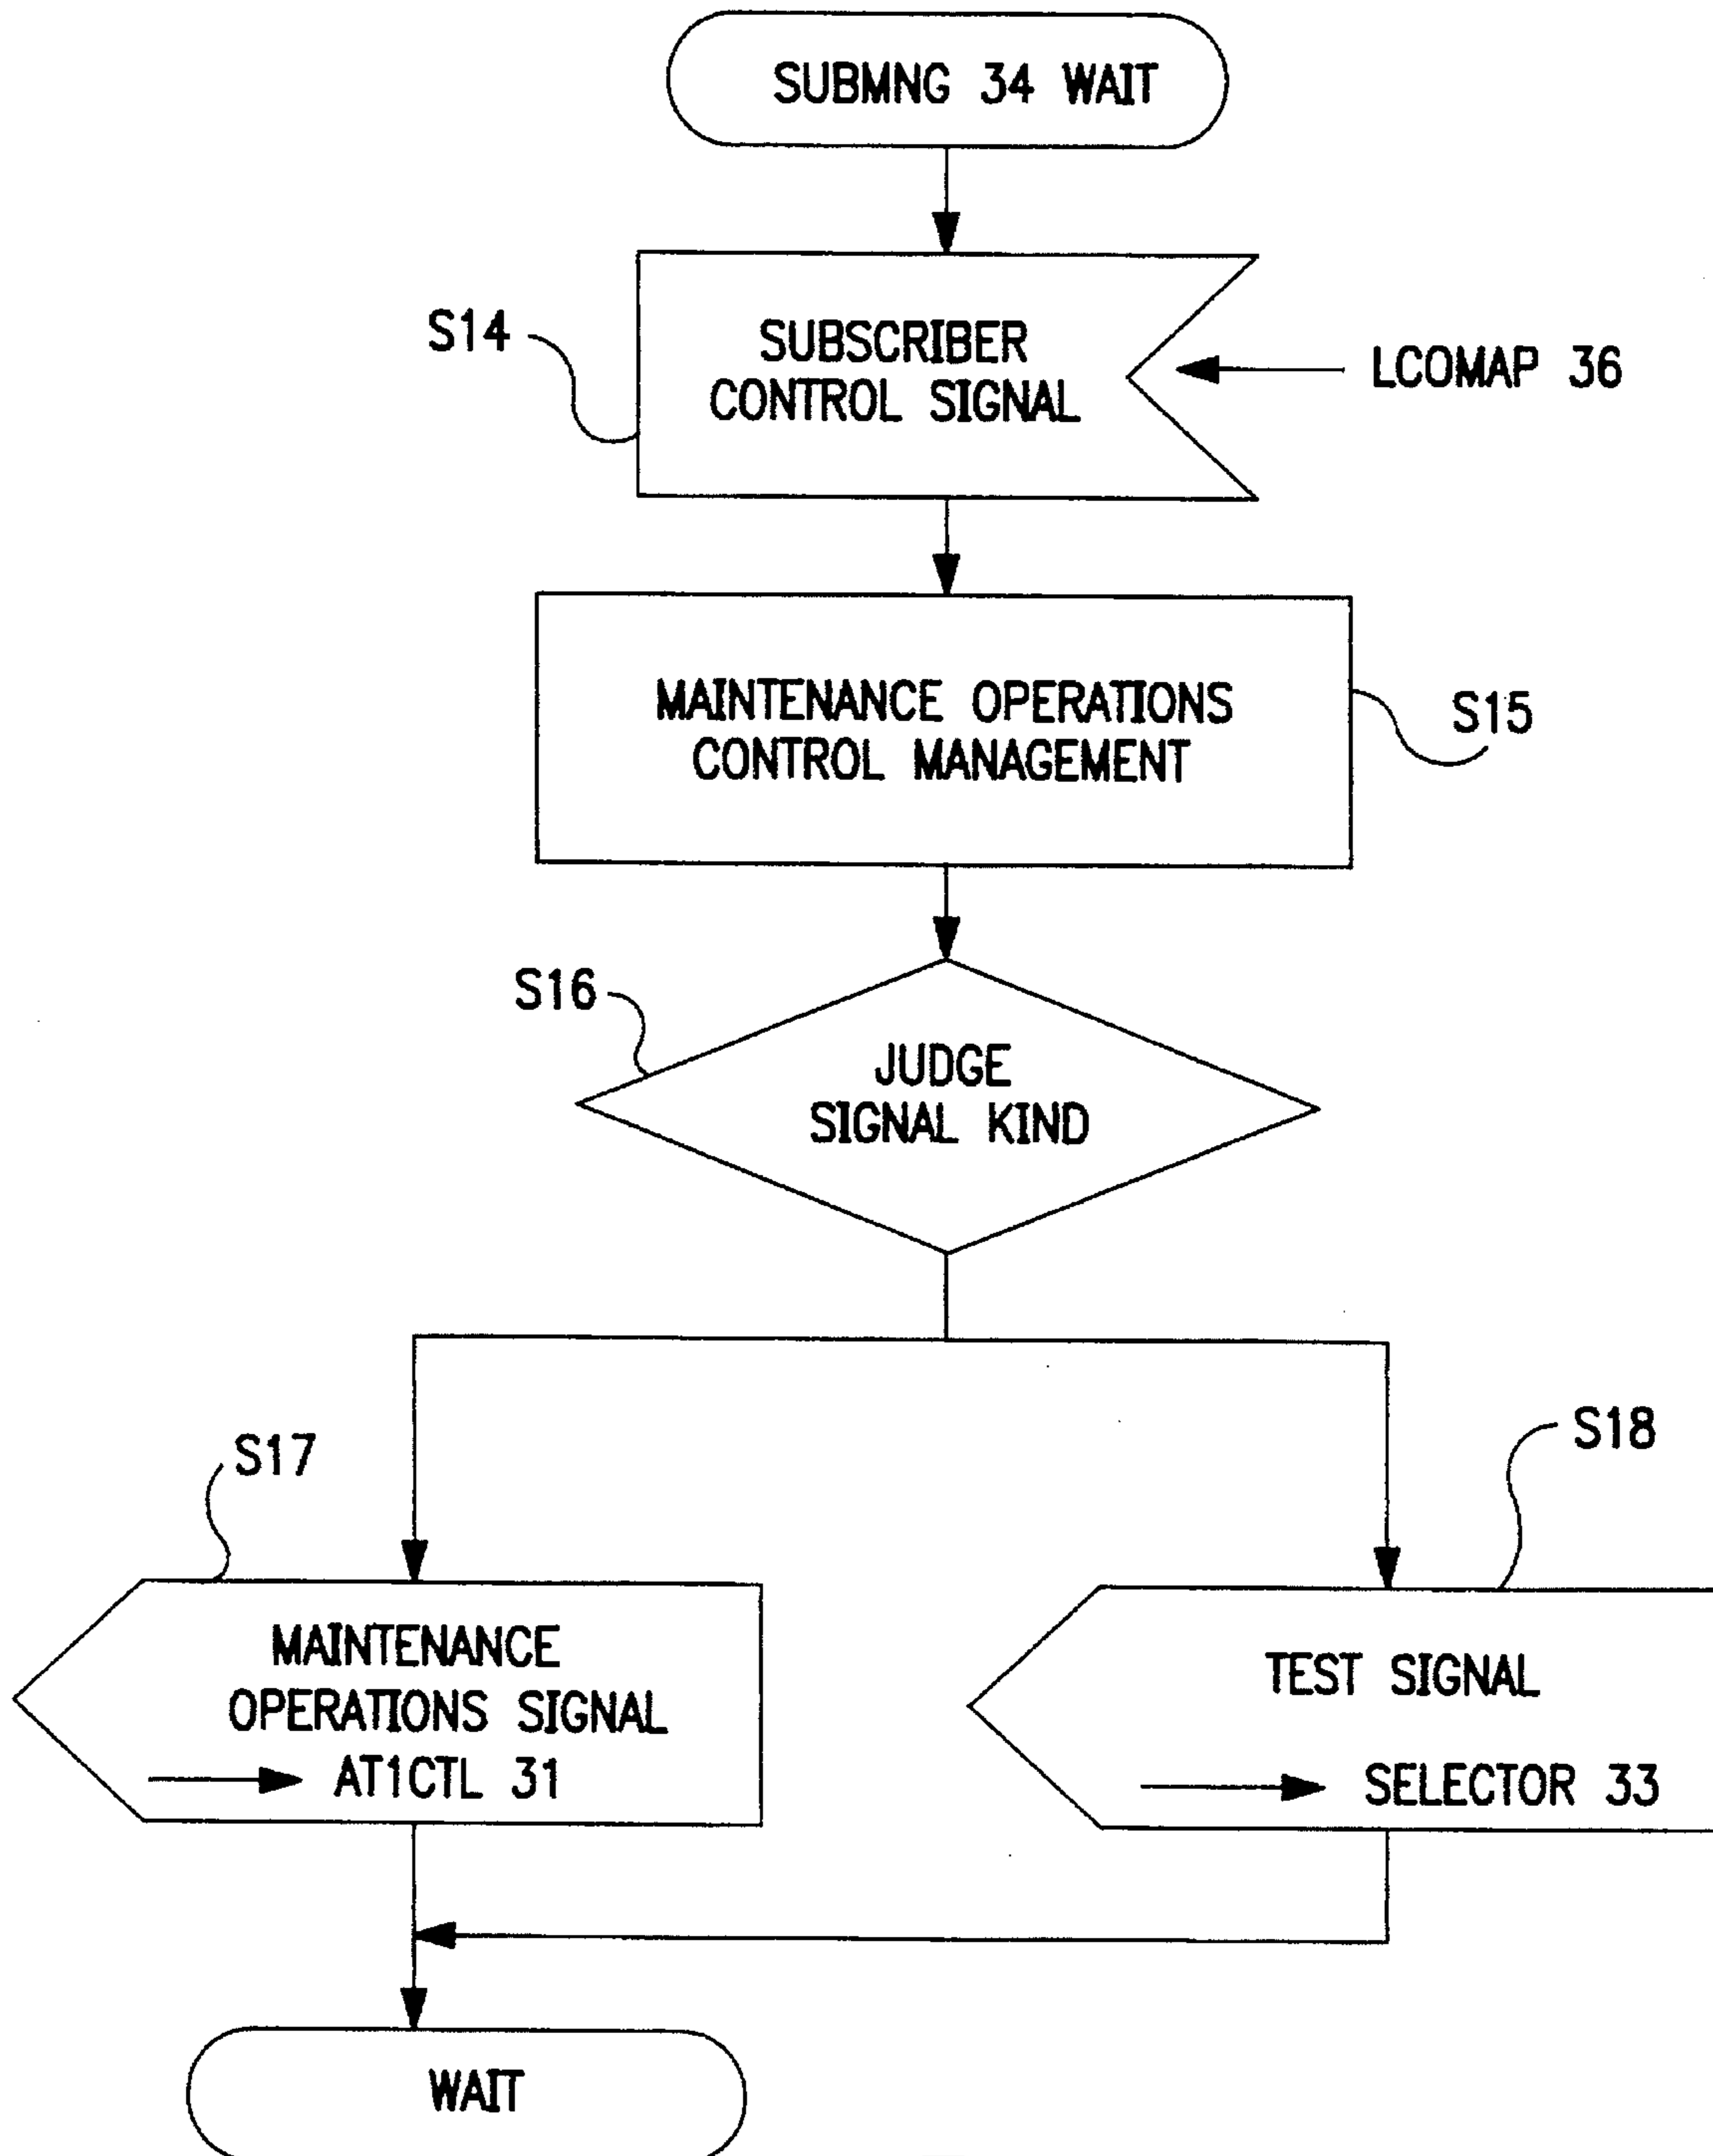 SUBMNG 34 WAIT
S14
SUBSCRIBER
CONTROL SIGNAL
LCOMAP 36
MAINTENANCE OPERATIONS
CONTROL MANAGEMENT
S15
S16
JUDGE
SIGNAL KIND
S17
S18
MAINTENANCE
OPERATIONS SIGNAL
AT1CTL 31
TEST SIGNAL
SELECTOR 33
WAIT